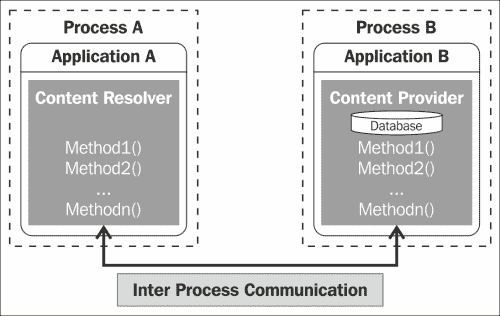 Process A
Application A
Content Resolver
Method1()
Method2()
...
Methodn()
Process B
Application B
Content Provider
Database
Method1()
Method2()
...
Methodn()
Inter Process Communication